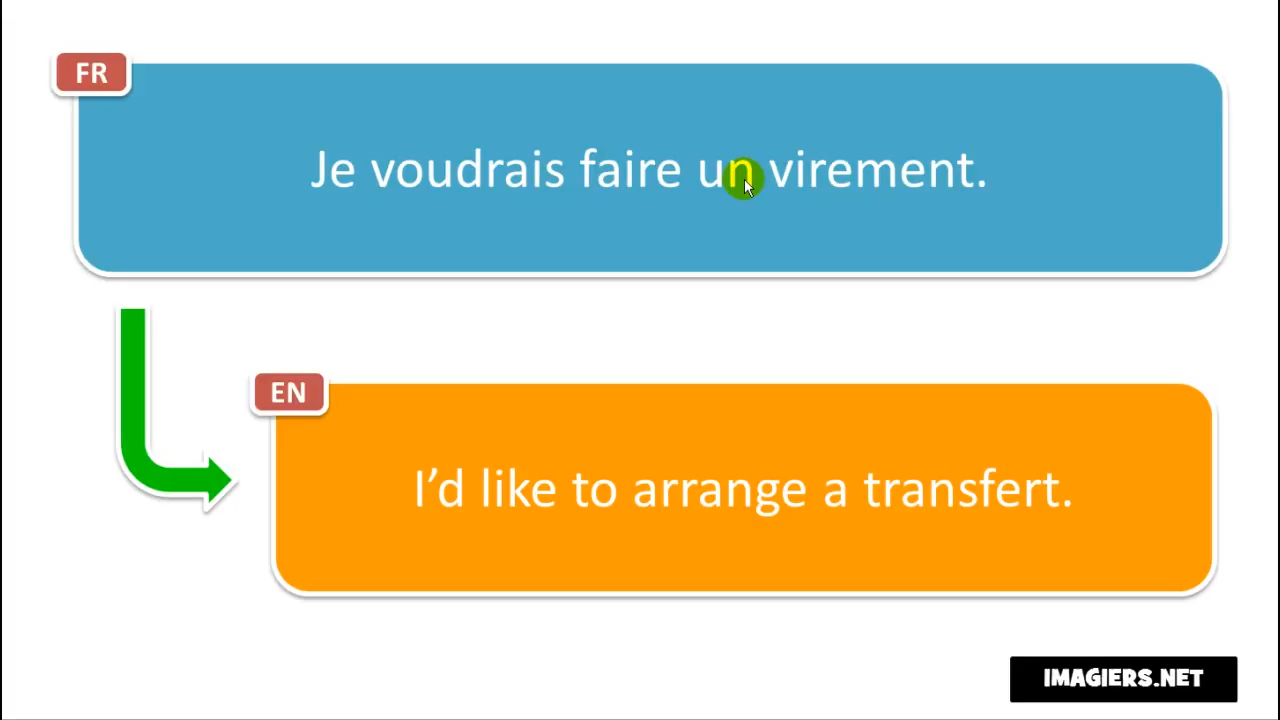 FR
Je voudrais faire un virement.
EN
I’d like to arrange a transfert.
IMAGIERS.NET